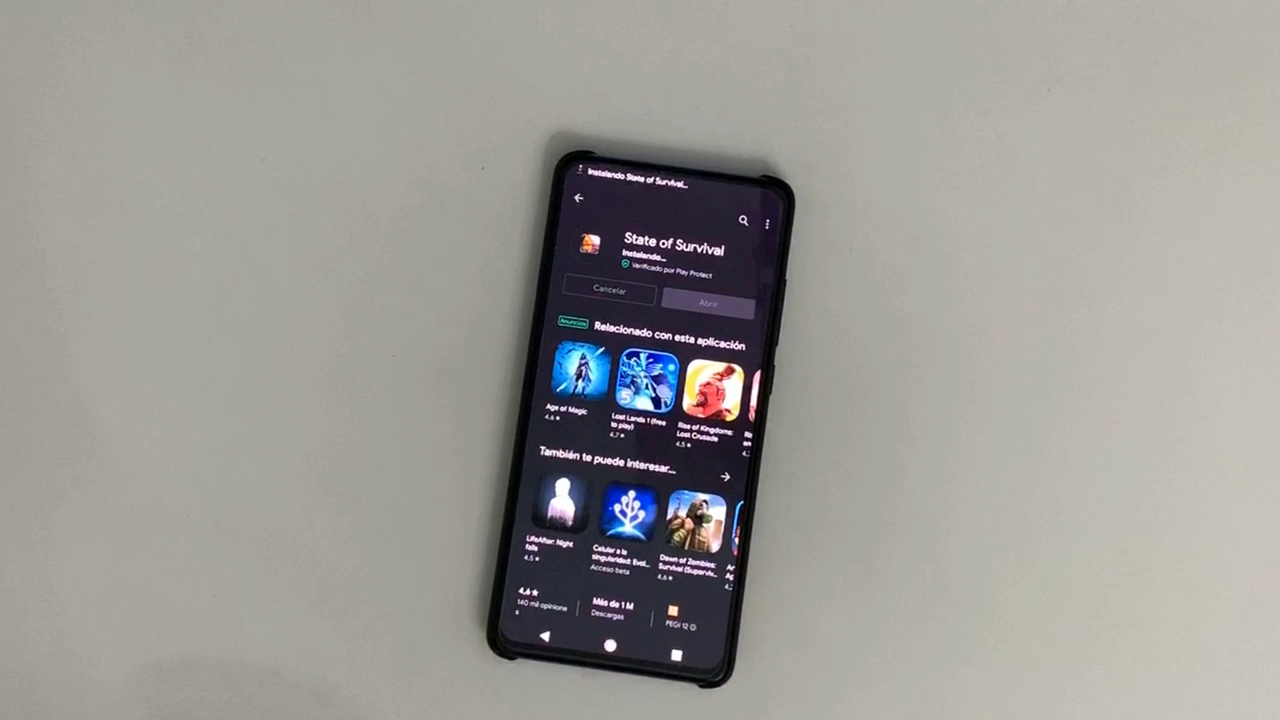 Instalando State of Survival...
State of Survival
Instalando...
Verificado por Play Protect
Cancelar
Abrir
Anuncios
Relacionado con esta aplicación
Age of Magic
4,6 ★
Lost Lands 1 (free
to play)
4,7 ★
Rise of Kingdoms:
Lost Crusade
4,5 ★
También te puede interesar...
LifeAfter: Night
falls
4,5 ★
Celular a la
singularidad: Evol...
Acceso beta
Dawn of Zombies:
Survival (Superviv...
4,6 ★
4,6 ★
140 mil opinione
s
Más de 1 M
Descargas
PEGI 12